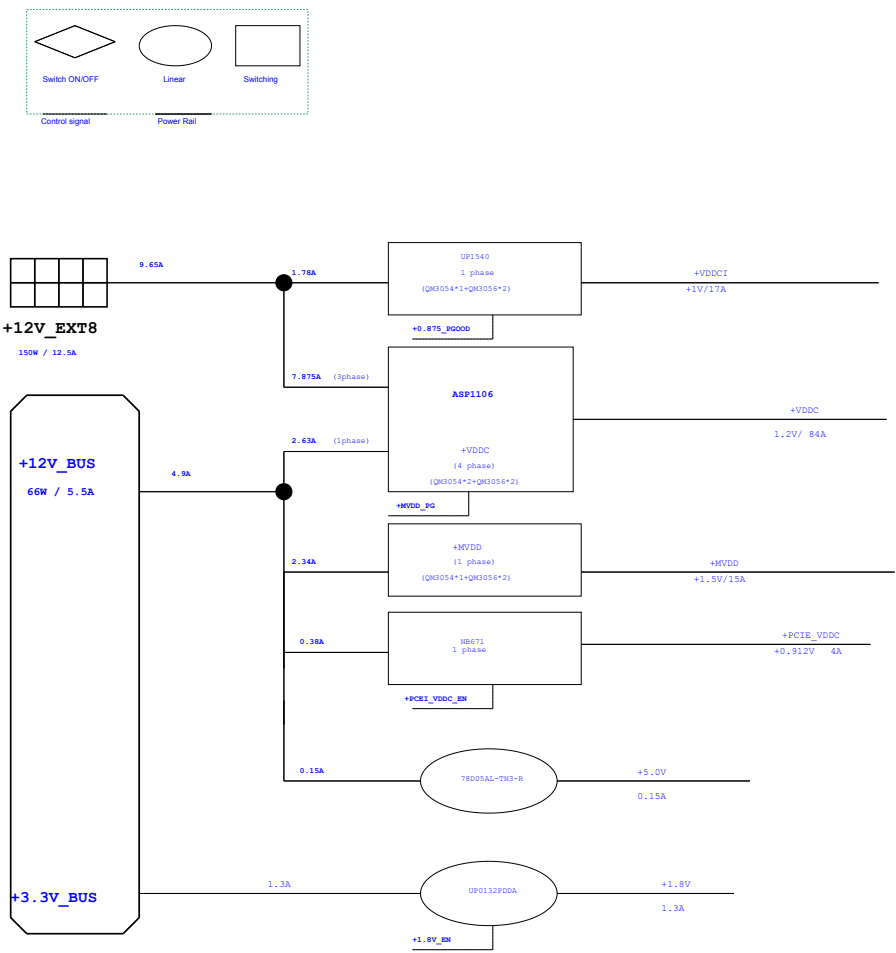 Switch ON/OFF
Linear
Switching
Control signal
Power Rail
9.65A
1.78A
UP1540
1 phase
(QM3054*1+QM3056*2)
+VDDCI
+1V/17A
+12V_EXT8
150W / 12.5A
+0.875_PGOOD
7.875A (3phase)
ASP1106
+VDDC
1.2V/ 84A
2.63A (1phase)
+VDDC
(4 phase)
(QM3054*2+QM3056*2)
+12V_BUS
66W / 5.5A
4.9A
+MVDD_PG
2.34A
+MVDD
(1 phase)
(QM3054*1+QM3056*2)
+MVDD
+1.5V/15A
0.38A
NB671
1 phase
+PCIE_VDDC
+0.912V 4A
+PCEI_VDDC_EN
0.15A
78D05AL-TN3-R
+5.0V
0.15A
+3.3V_BUS
1.3A
UP0132PDDA
+1.8V
1.3A
+1.8V_EN